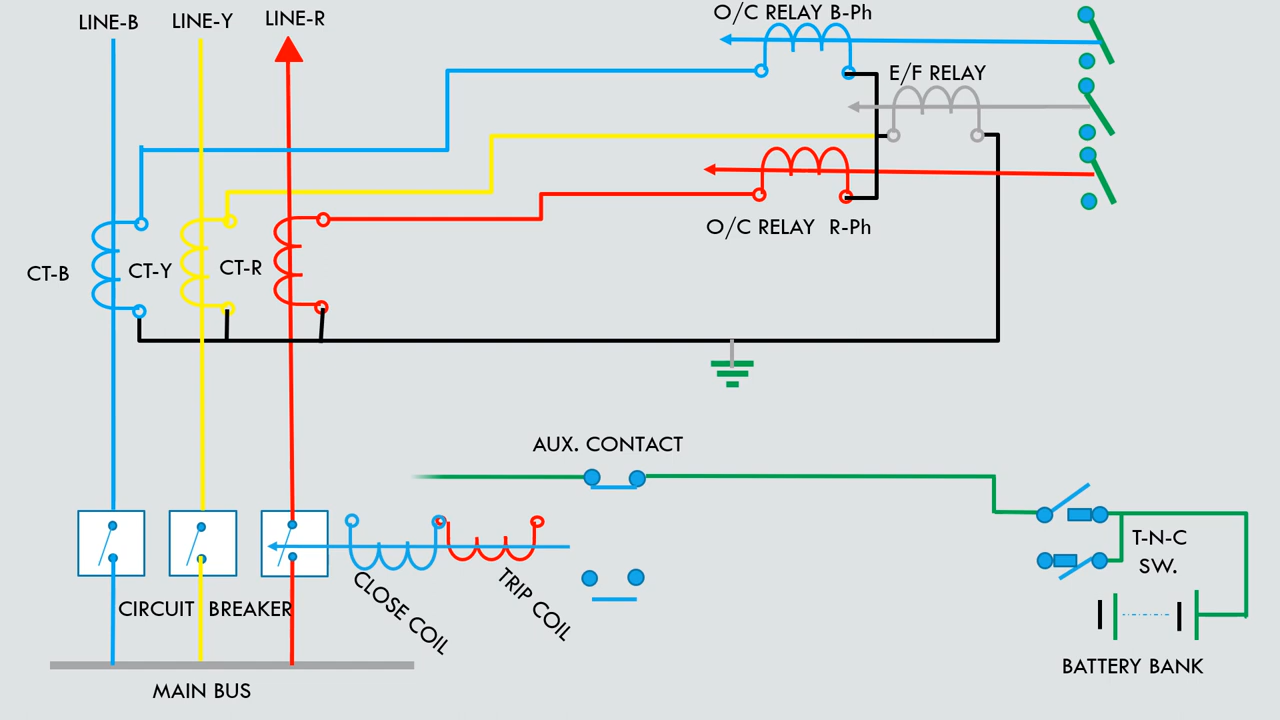 LINE-B
LINE-Y
LINE-R
O/C RELAY B-Ph
E/F RELAY
O/C RELAY R-Ph
CT-B
CT-Y
CT-R
AUX. CONTACT
T-N-C
SW.
CLOSE COIL
TRIP COIL
CIRCUIT BREAKER
BATTERY BANK
MAIN BUS